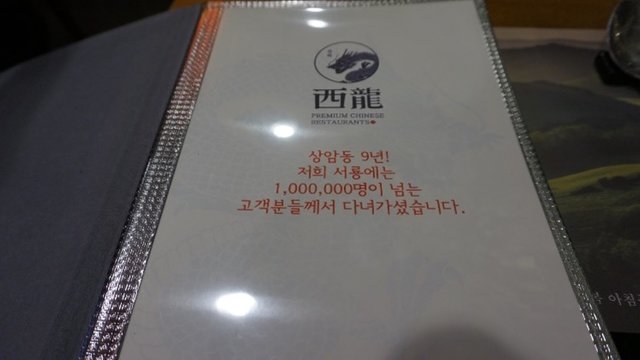 西龍
PREMIUM CHINESE
RESTAURANTS
상암동 9년!
저희 서룡에는
1,000,000명이 넘는
고객분들께서 다녀가셨습니다.
아침